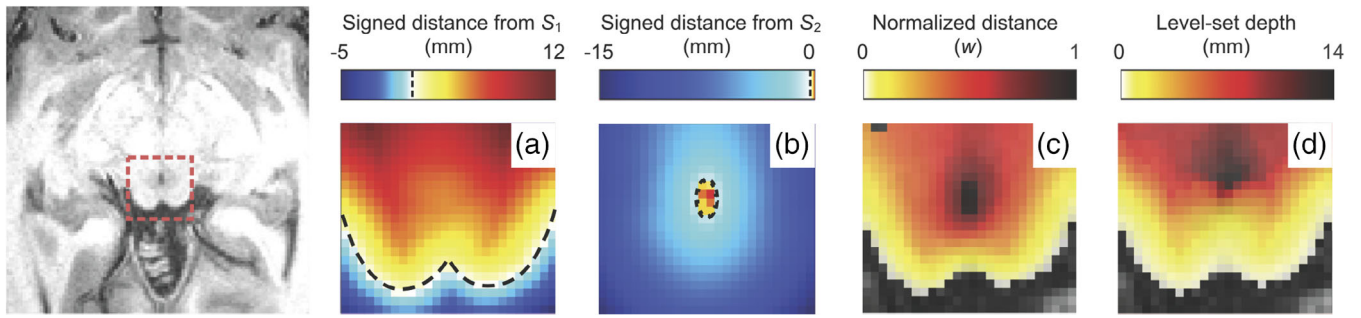 Signed distance from S₁
(mm)
-5 12
(a)
Signed distance from S₂
(mm)
-15 0
(b)
Normalized distance
(w)
0 1
(c)
Level-set depth
(mm)
0 14
(d)